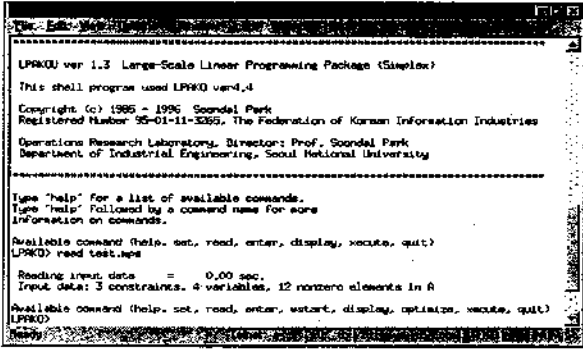 File Edit
LPAKOU ver 1.3 Large-Scale Linear Programming Package (Simplex)
This shell program used LPAKO ver4.4
Copyright (c) 1985 - 1996 Soondal Park
Registered Number 95-01-11-3265, The Federation of Korean Information Industries
Operations Research Laboratory, Director: Prof. Soondal Park
Department of Industrial Engineering, Seoul National University
Type "help" for a list of available commands.
Type "help" followed by a command name for more
information on commands.
Available command (help, set, read, enter, display, xecute, quit)
LPAKO> read test.mps
Reading input data = 0.00 sec.
Input data: 3 constraints, 4 variables, 12 nonzero elements in A
Available command (help, set, read, enter, wstart, display, optimize, xecute, quit)
LPAKO>
Ready